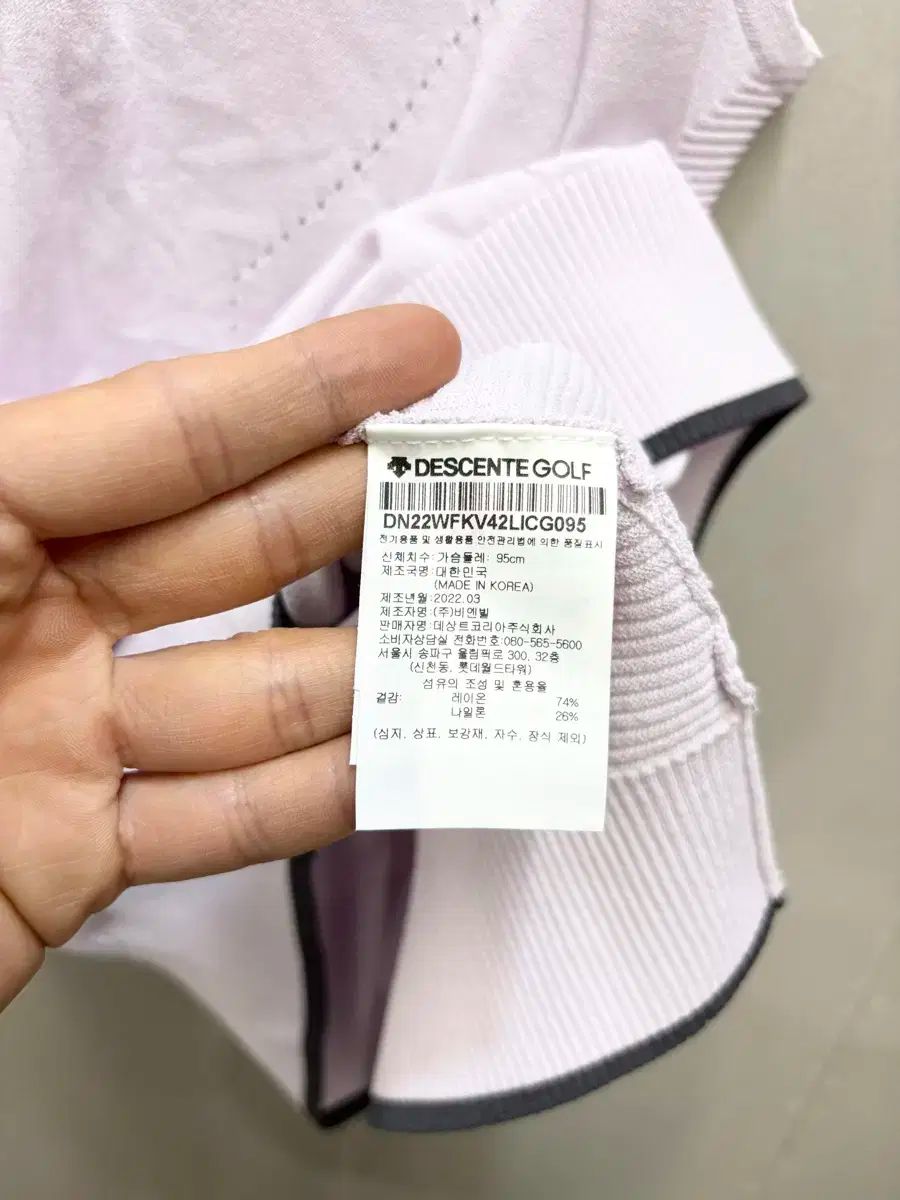 DESCENTE GOLF
DN22WFKV42LICG095
전기용품 및 생활용품 안전관리법에 의한 품질표시
신체치수: 가슴둘레: 95cm
제조국명: 대한민국
(MADE IN KOREA)
제조년월: 2022.03
제조자명: (주)비엔빌
판매자명: 데상트코리아주식회사
소비자상담실 전화번호: 080-565-5600
서울시 송파구 올림픽로 300, 32층
(신천동, 롯데월드타워)
섬유의 조성 및 혼용율
겉감: 레이온 74%
나일론 26%
(심지, 상표, 보강재, 자수, 장식 제외)